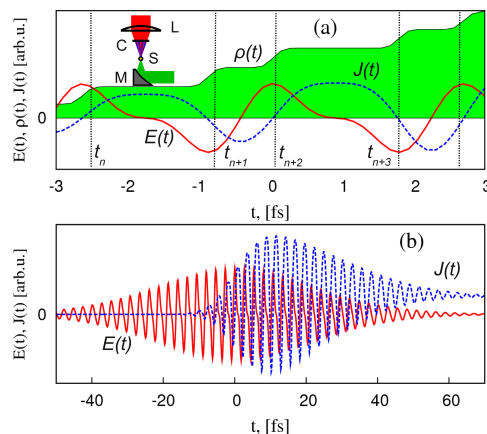 (a)
L
C
S
M
ρ(t)
J(t)
E(t)
t_n
t_{n+1}
t_{n+2}
t_{n+3}
0
E(t), ρ(t), J(t) [arb.u.]
-3 -2 -1 0 1 2 3
t, [fs]
(b)
J(t)
E(t)
0
E(t), J(t) [arb.u.]
-40 -20 0 20 40 60
t, [fs]